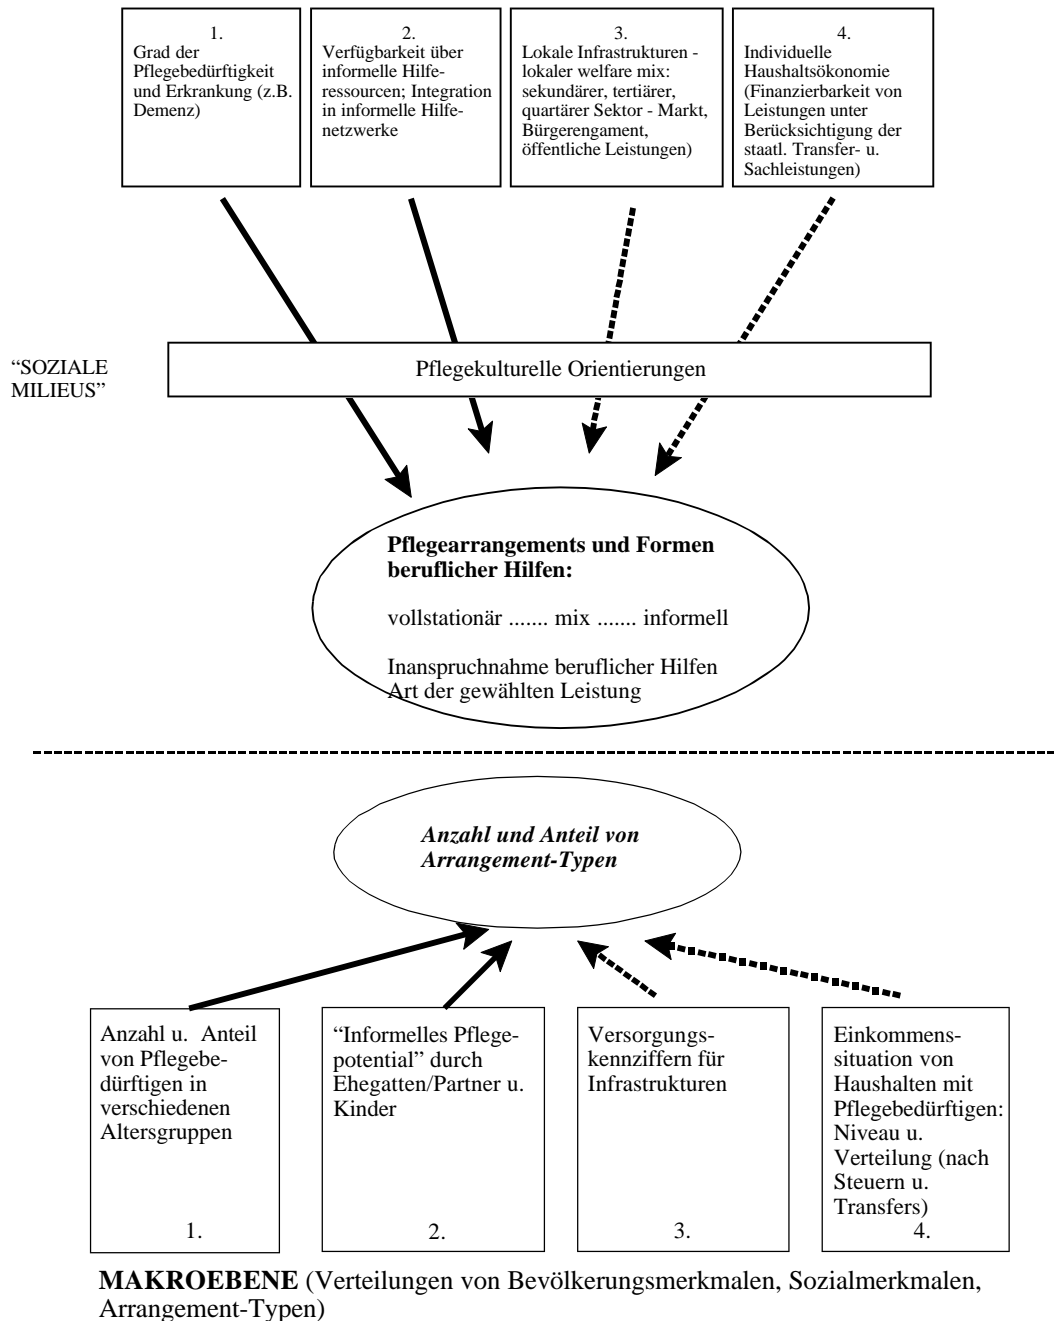 1.
Grad der
Pflegebedürftigkeit
und Erkrankung (z.B.
Demenz)
2.
Verfügbarkeit über
informelle Hilfe-
ressourcen; Integration
in informelle Hilfe-
netzwerke
3.
Lokale Infrastrukturen -
lokaler welfare mix:
sekundärer, tertiärer,
quartärer Sektor - Markt,
Bürgerengament,
öffentliche Leistungen)
4.
Individuelle
Haushaltsökonomie
(Finanzierbarkeit von
Leistungen unter
Berücksichtigung der
staatl. Transfer- u.
Sachleistungen)
“SOZIALE
MILIEUS”
Pflegekulturelle Orientierungen
Pflegearrangements und Formen
beruflicher Hilfen:
vollstationär ....... mix ....... informell
Inanspruchnahme beruflicher Hilfen
Art der gewählten Leistung
Anzahl und Anteil von
Arrangement-Typen
Anzahl u. Anteil
von Pflegebe-
dürftigen in
verschiedenen
Altersgruppen
1.
“Informelles Pflege-
potential” durch
Ehegatten/Partner u.
Kinder
2.
Versorgungs-
kennziffern für
Infrastrukturen
3.
Einkommens-
situation von
Haushalten mit
Pflegebedürftigen:
Niveau u.
Verteilung (nach
Steuern u.
Transfers)
4.
MAKROEBENE (Verteilungen von Bevölkerungsmerkmalen, Sozialmerkmalen,
Arrangement-Typen)